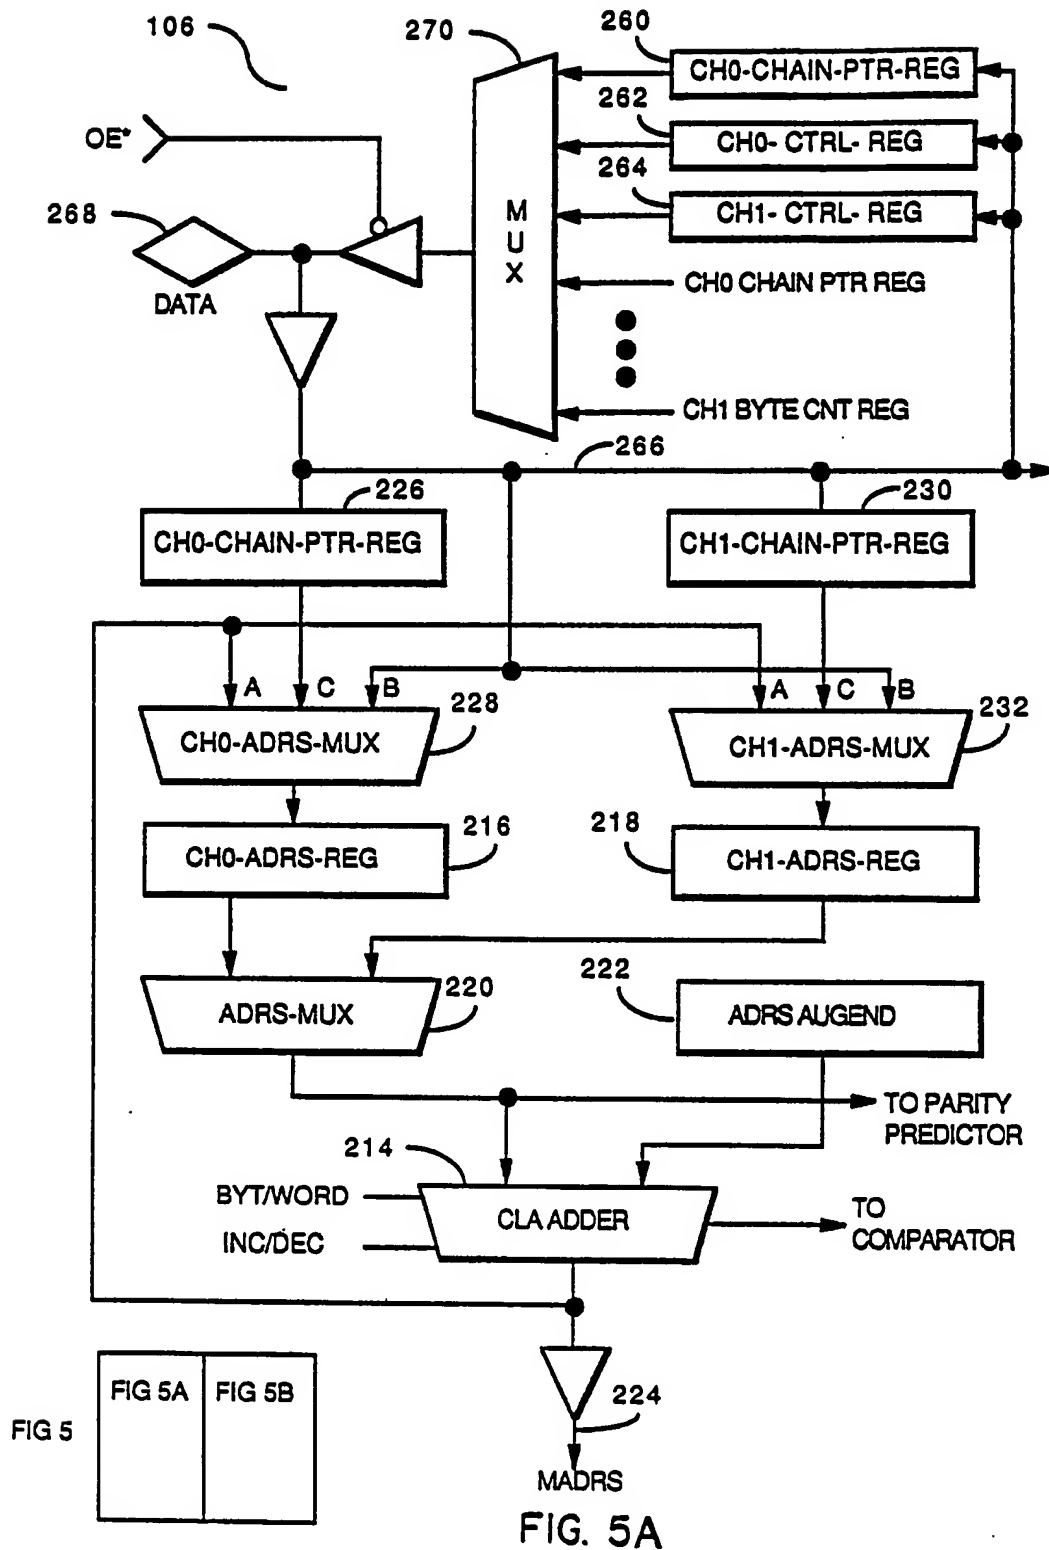 106
270
260
CH0-CHAIN-PTR-REG
262
OE*
CH0- CTRL- REG
264
268
CH1- CTRL- REG
MUX
CH0 CHAIN PTR REG
DATA
CH1 BYTE CNT REG
266
226
230
CH0-CHAIN-PTR-REG
CH1-CHAIN-PTR-REG
A C B
A C B
228
232
CH0-ADRS-MUX
CH1-ADRS-MUX
216
218
CH0-ADRS-REG
CH1-ADRS-REG
222
220
ADRS-MUX
ADRS AUGEND
TO PARITY
PREDICTOR
214
BYT/WORD
CLA ADDER
TO
COMPARATOR
INC/DEC
FIG 5A
FIG 5B
224
FIG 5
MADRS
FIG. 5A